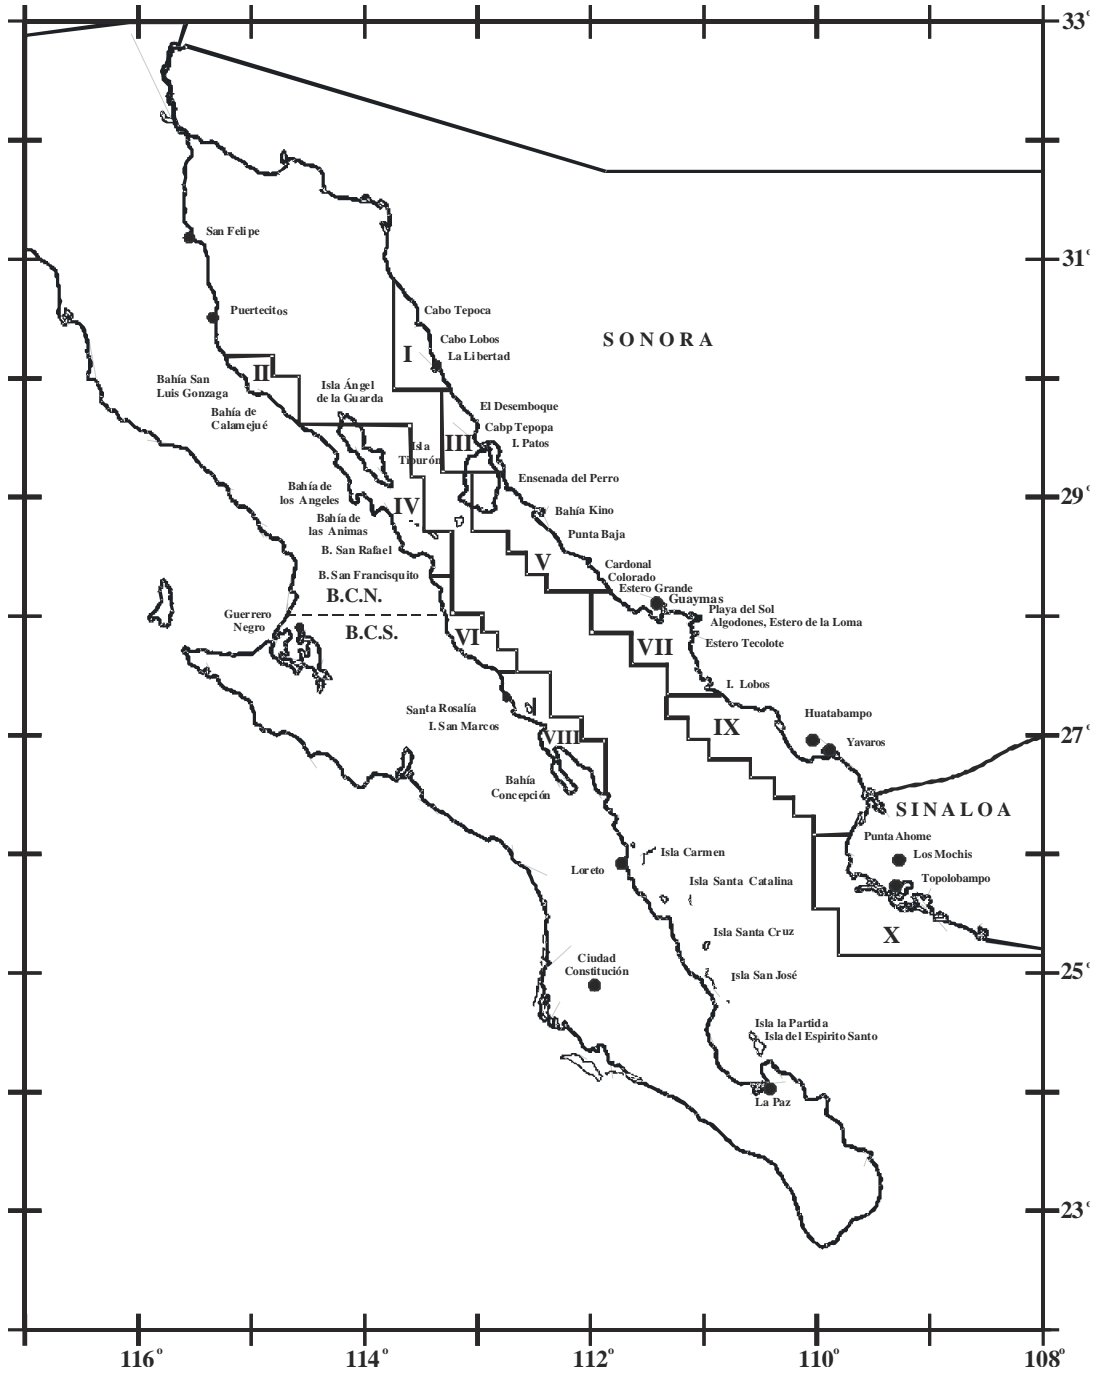 33°
San Felipe
31°
Puertecitos
Cabo Tepoca
SONORA
Cabo Lobos
I
La Libertad
II
Bahía San
Luis Gonzaga
Isla Ángel
de la Guarda
Bahía de
Calamejué
El Desemboque
Cabp Tepopa
III
I. Patos
Isla
Tiburón
Ensenada del Perro
29°
Bahía de
los Angeles
IV
Bahía Kino
Bahía de
las Animas
Punta Baja
B. San Rafael
V
Cardonal
Colorado
B. San Francisquito
Estero Grande
B.C.N.
Guaymas
Playa del Sol
Algodones, Estero de la Loma
Guerrero
Negro
B.C.S.
VI
VII
Estero Tecolote
I. Lobos
Santa Rosalía
I. San Marcos
IX
Huatabampo
VIII
Yavaros
27°
Bahía
Concepción
SINALOA
Punta Ahome
Isla Carmen
Los Mochis
Loreto
Isla Santa Catalina
Topolobampo
Isla Santa Cruz
X
Ciudad
Constitución
Isla San José
25°
Isla la Partida
Isla del Espirito Santo
La Paz
23°
116° 114° 112° 110° 108°